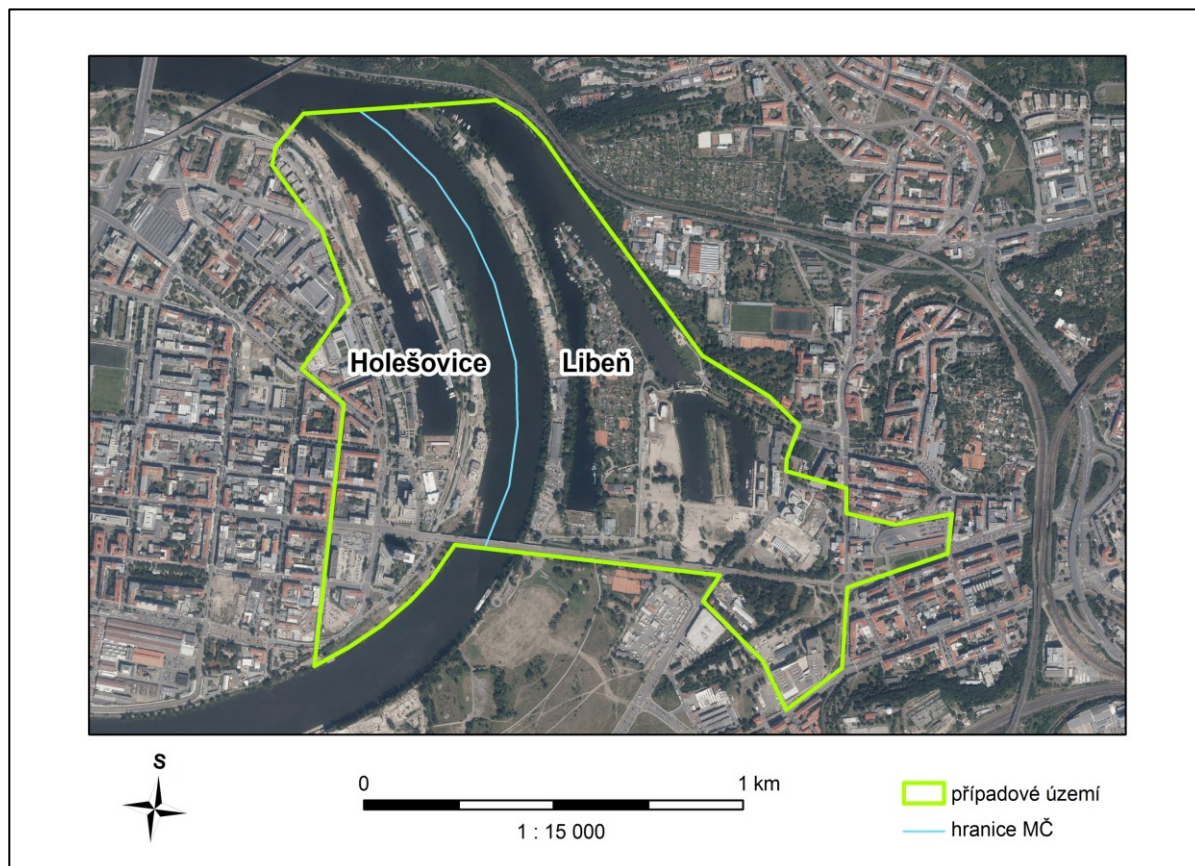 Holešovice
Libeň
S
0
1 km
1 : 15 000
případové území
hranice MČ